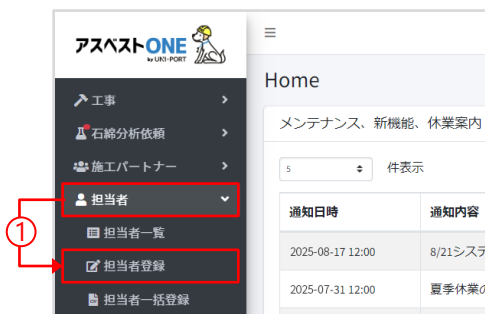 アスベストONE
by UNI-PORT
工事
石綿分析依頼
施工パートナー
担当者
担当者一覧
担当者登録
担当者一括登録
①
Home
メンテナンス、新機能、休業案内
5 件表示
通知日時 通知内容
2025-08-17 12:00 8/21システ
2025-07-31 12:00 夏季休業の